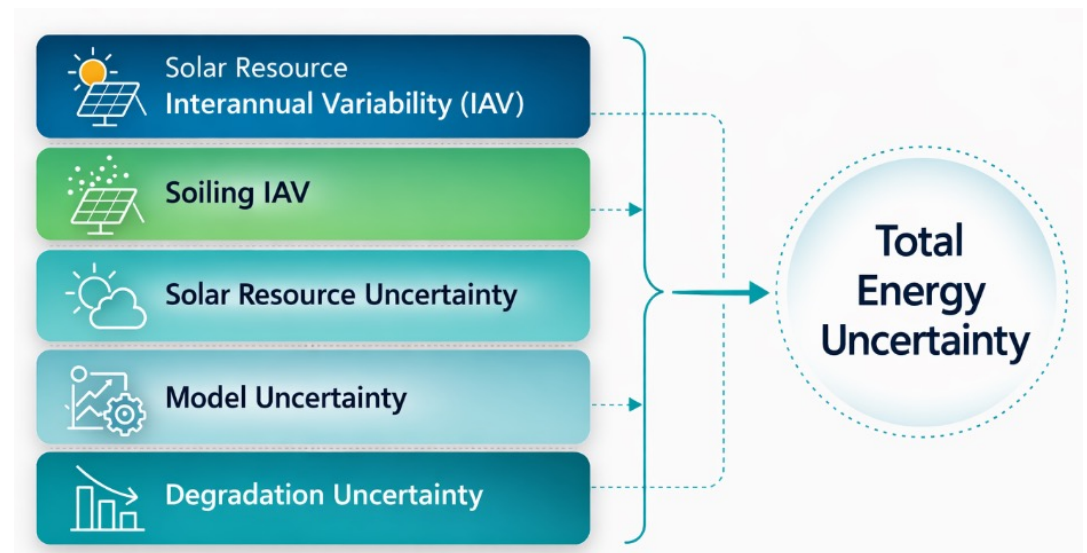 Solar Resource
Interannual Variability (IAV)
Soiling IAV
Solar Resource Uncertainty
Model Uncertainty
Degradation Uncertainty
Total
Energy
Uncertainty